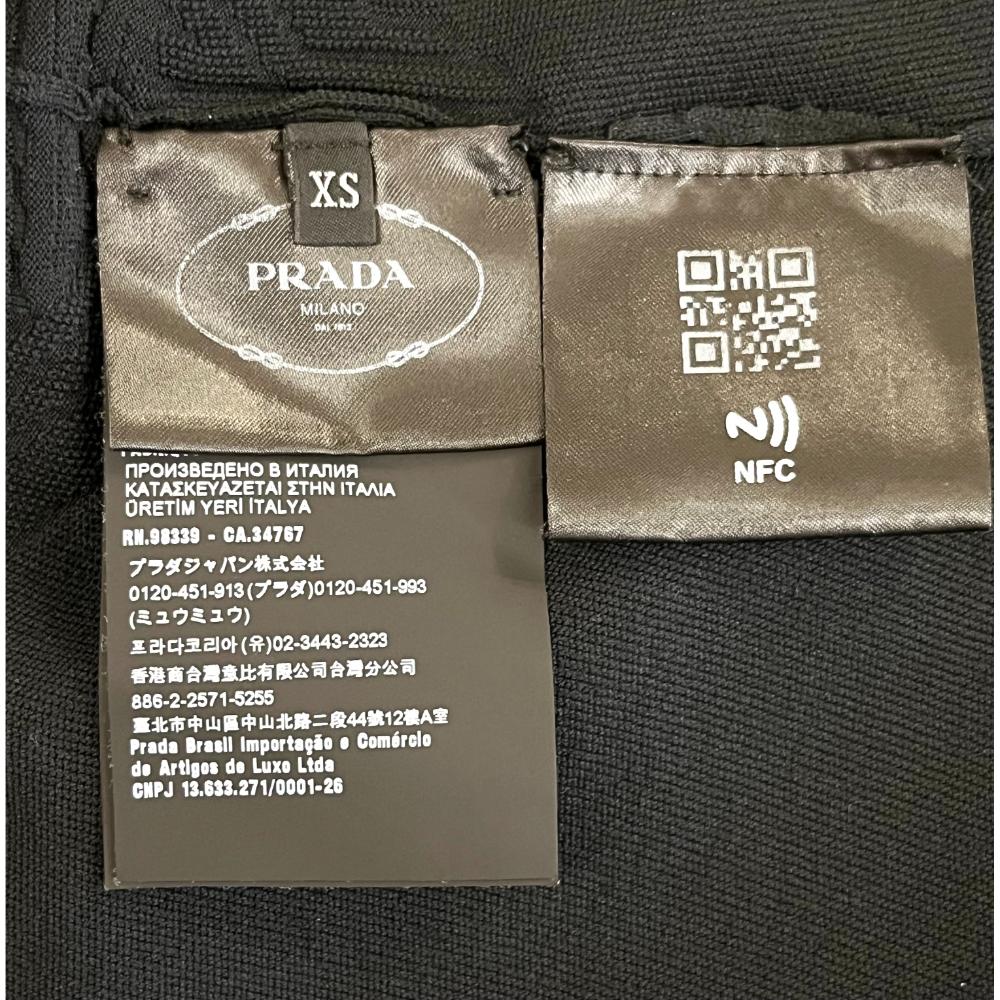 XS
PRADA
MILANO
DAL 1913
ПРОИЗВЕДЕНО В ИТАЛИЯ
ΚΑΤΑΣΚΕΥΑΖΕΤΑΙ ΣΤΗΝ ΙΤΑΛΙΑ
ÜRETİM YERİ İTALYA
RN.98339 - CA.34767
プラダジャパン株式会社
0120-451-913(プラダ)0120-451-993
(ミュウミュウ)
프라다코리아(유)02-3443-2323
香港商台灣意比有限公司台灣分公司
886-2-2571-5255
臺北市中山區中山北路二段44號12樓A室
Prada Brasil Importação e Comércio
de Artigos de Luxo Ltda
CNPJ 13.633.271/0001-26
NFC